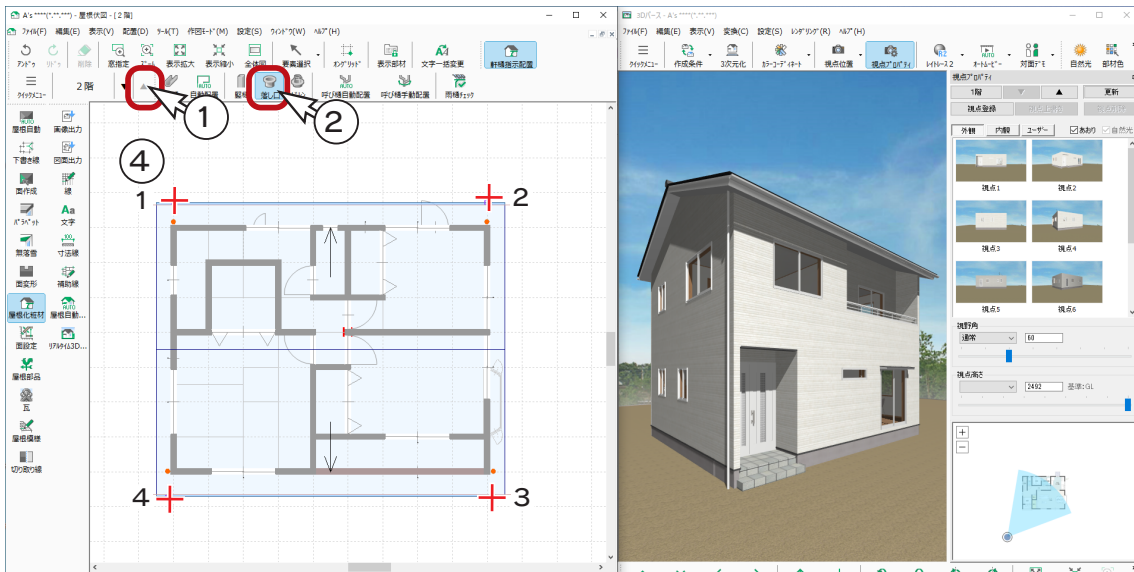 A's ****(*.**.***) - 屋根伏図 - [2 階]
ﾌｧｲﾙ(F) 編集(E) 表示(V) 配置(D) ﾂｰﾙ(T) 作図ﾓｰﾄﾞ(M) 設定(S) ｳｨﾝﾄﾞｳ(W) ﾍﾙﾌﾟ(H)
ｱﾝﾄﾞｩ ﾘﾄﾞｩ 削除 窓指定 表示拡大 表示縮小 全体図 要素選択 ｵﾝｸﾞﾘｯﾄﾞ 表示部材 文字一括変更 軒樋指示配置
ｸｲｯｸﾒﾆｭｰ 2 階 自動配置 落し口 呼び樋自動配置 呼び樋手動配置 雨樋ﾁｪｯｸ
1
2
屋根自動 画像出力
下書き線 図面出力
面作成 線
ﾊﾟﾗﾍﾟｯﾄ 文字
無落雪 寸法線
面変形 補助線
屋根化粧材 屋根自動...
面設定 ﾘｱﾙﾀｲﾑ3D...
屋根部品
瓦
屋根模様
切り取り線
4
1 2
4 3
3Dﾊﾟｰｽ - A's ****(*.**.***)
ﾌｧｲﾙ(F) 編集(E) 表示(V) 変換(C) 設定(S) ﾚﾝﾀﾞﾘﾝｸﾞ(R) ﾍﾙﾌﾟ(H)
ｸｲｯｸﾒﾆｭｰ 作成条件 3次元化 ｶﾗｰｺｰﾃﾞｨﾈｰﾄ 視点位置 視点ﾌﾟﾛﾊﾟﾃｨ ﾚｲﾄﾚｰｽ2 ｵｰﾄﾑｰﾋﾞｰ 対面ﾃﾞﾓ 自然光 部材色
視点ﾌﾟﾛﾊﾟﾃｨ
1階 ▼ ▲ 更新
視点登録
外観 内観 ﾕｰｻﾞｰ あおり 自然光
視点1 視点2
視点3 視点4
視点5 視点6
視野角
通常 60
視点高さ
2492 基準:GL